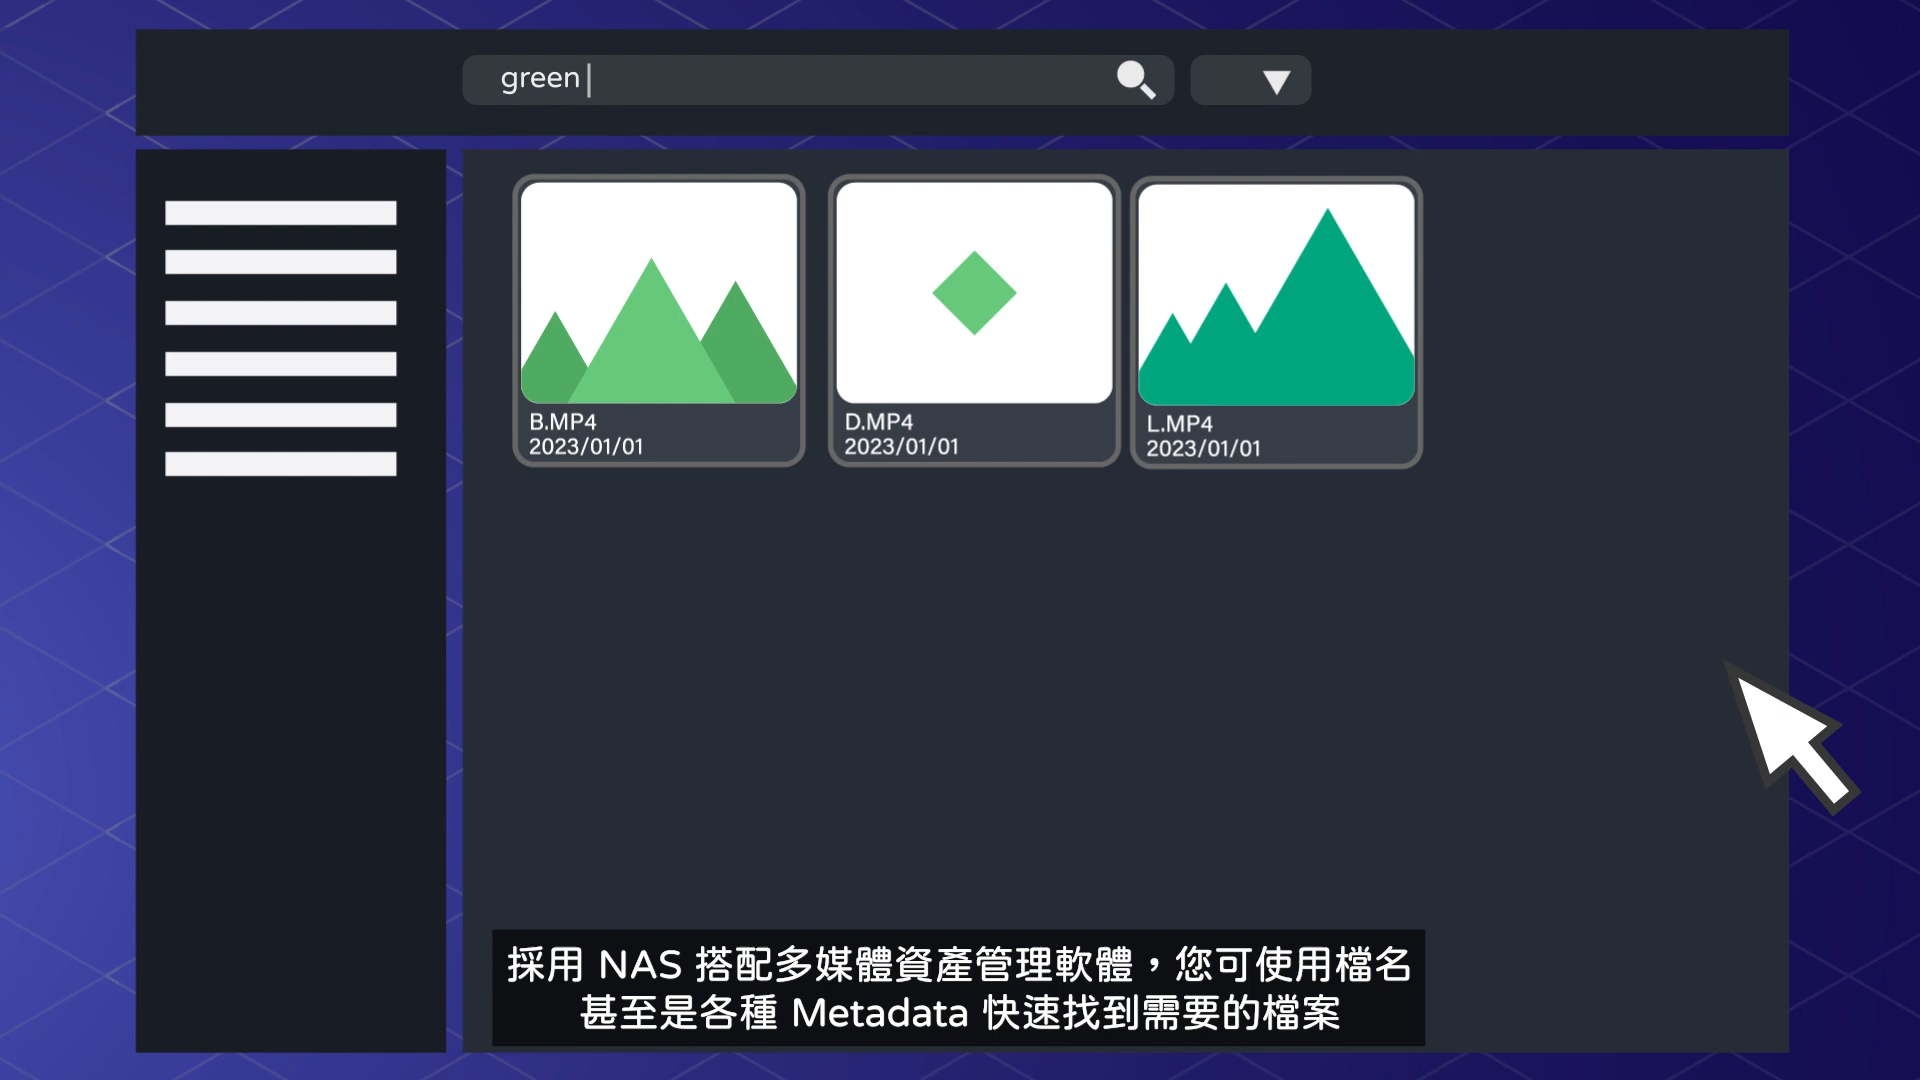 green
B.MP4
2023/01/01
D.MP4
2023/01/01
L.MP4
2023/01/01
採用 NAS 搭配多媒體資產管理軟體，您可使用檔名
甚至是各種 Metadata 快速找到需要的檔案